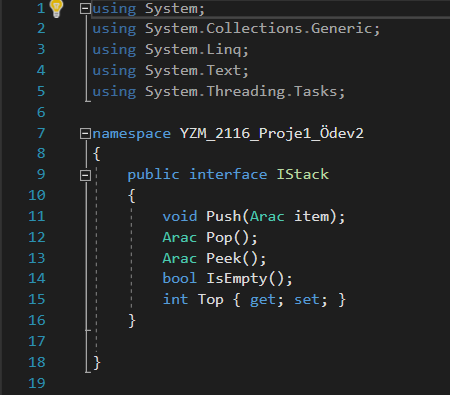 1 using System;
2 using System.Collections.Generic;
3 using System.Linq;
4 using System.Text;
5 using System.Threading.Tasks;
6
7 namespace YZM_2116_Proje1_Ödev2
8 {
9 public interface IStack
10 {
11 void Push(Arac item);
12 Arac Pop();
13 Arac Peek();
14 bool IsEmpty();
15 int Top { get; set; }
16 }
17
18 }
19